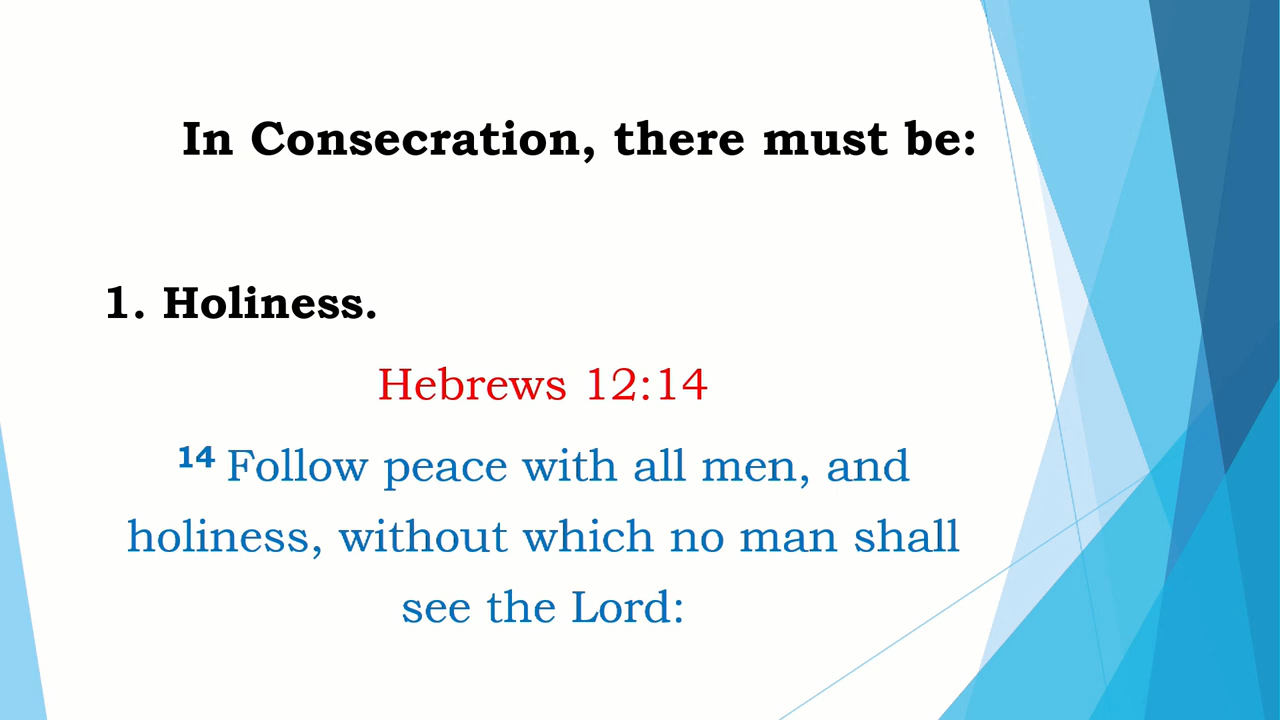 In Consecration, there must be:
1. Holiness.
Hebrews 12:14
14 Follow peace with all men, and
holiness, without which no man shall
see the Lord: